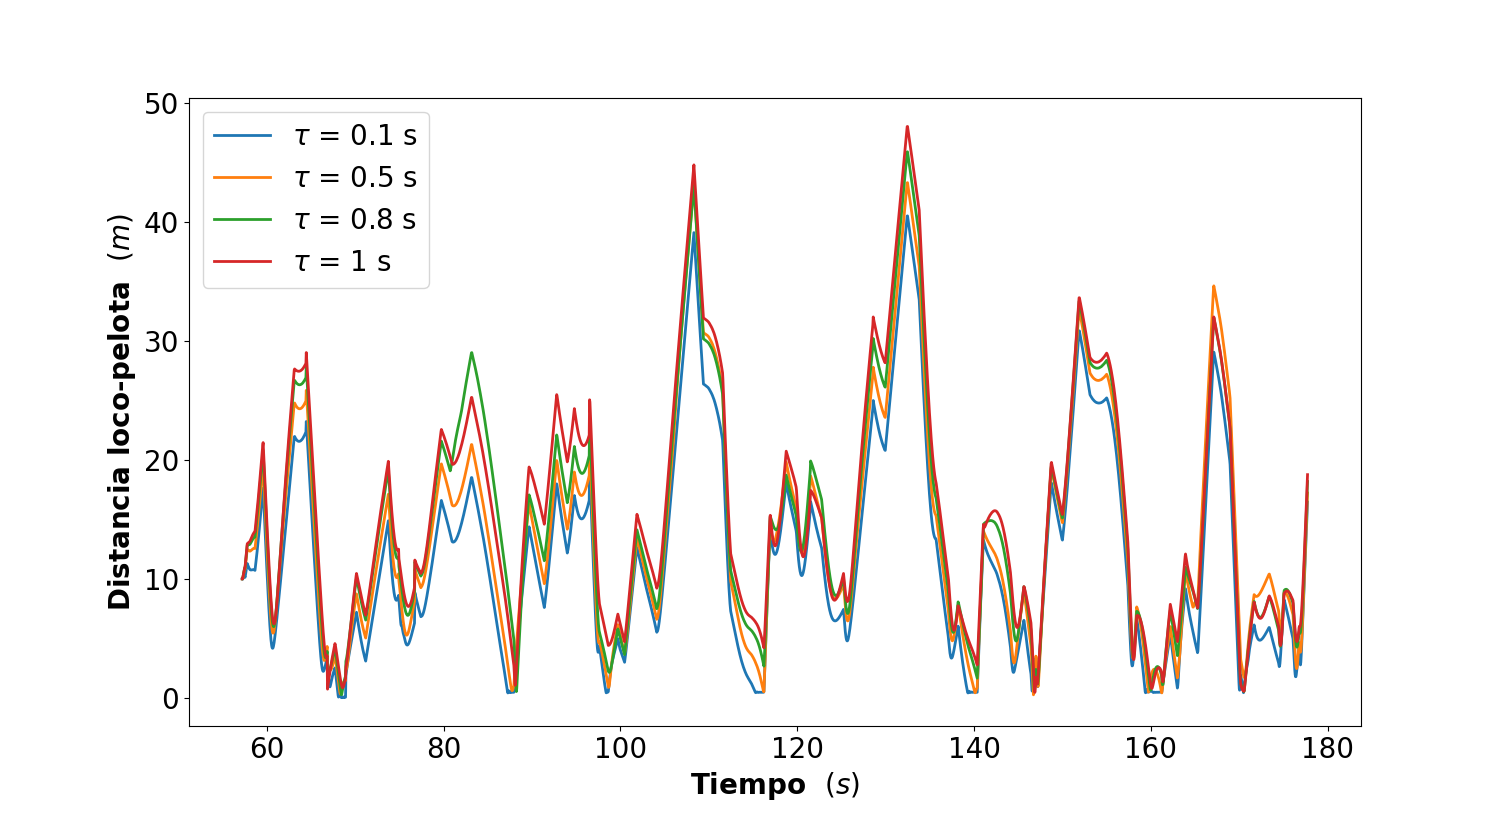 50
40
30
20
10
0
Distancia loco-pelota (m)
τ = 0.1 s
τ = 0.5 s
τ = 0.8 s
τ = 1 s
60 80 100 120 140 160 180
Tiempo (s)